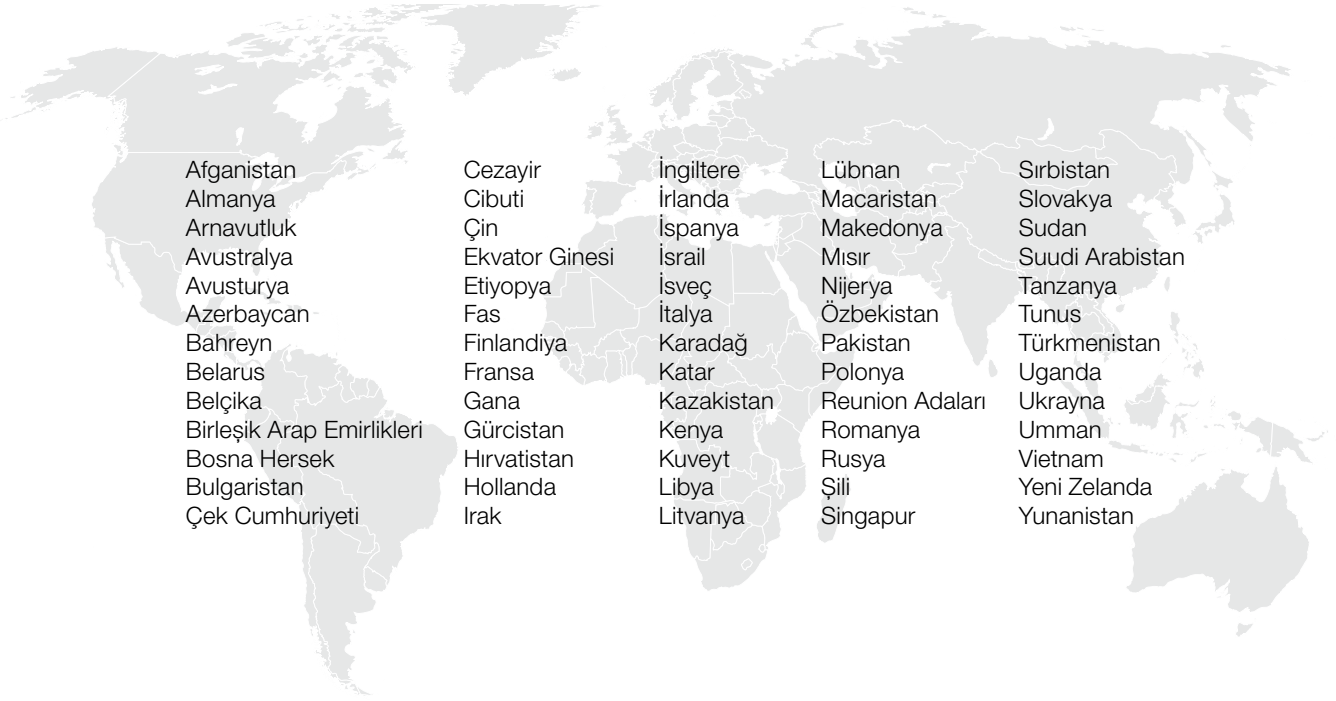 Afganistan
Almanya
Arnavutluk
Avustralya
Avusturya
Azerbaycan
Bahreyn
Belarus
Belçika
Birleşik Arap Emirlikleri
Bosna Hersek
Bulgaristan
Çek Cumhuriyeti
Cezayir
Cibuti
Çin
Ekvator Ginesi
Etiyopya
Fas
Finlandiya
Fransa
Gana
Gürcistan
Hırvatistan
Hollanda
Irak
İngiltere
İrlanda
İspanya
İsrail
İsveç
İtalya
Karadağ
Katar
Kazakistan
Kenya
Kuveyt
Libya
Litvanya
Lübnan
Macaristan
Makedonya
Mısır
Nijerya
Özbekistan
Pakistan
Polonya
Reunion Adaları
Romanya
Rusya
Şili
Singapur
Sırbistan
Slovakya
Sudan
Suudi Arabistan
Tanzanya
Tunus
Türkmenistan
Uganda
Ukrayna
Umman
Vietnam
Yeni Zelanda
Yunanistan